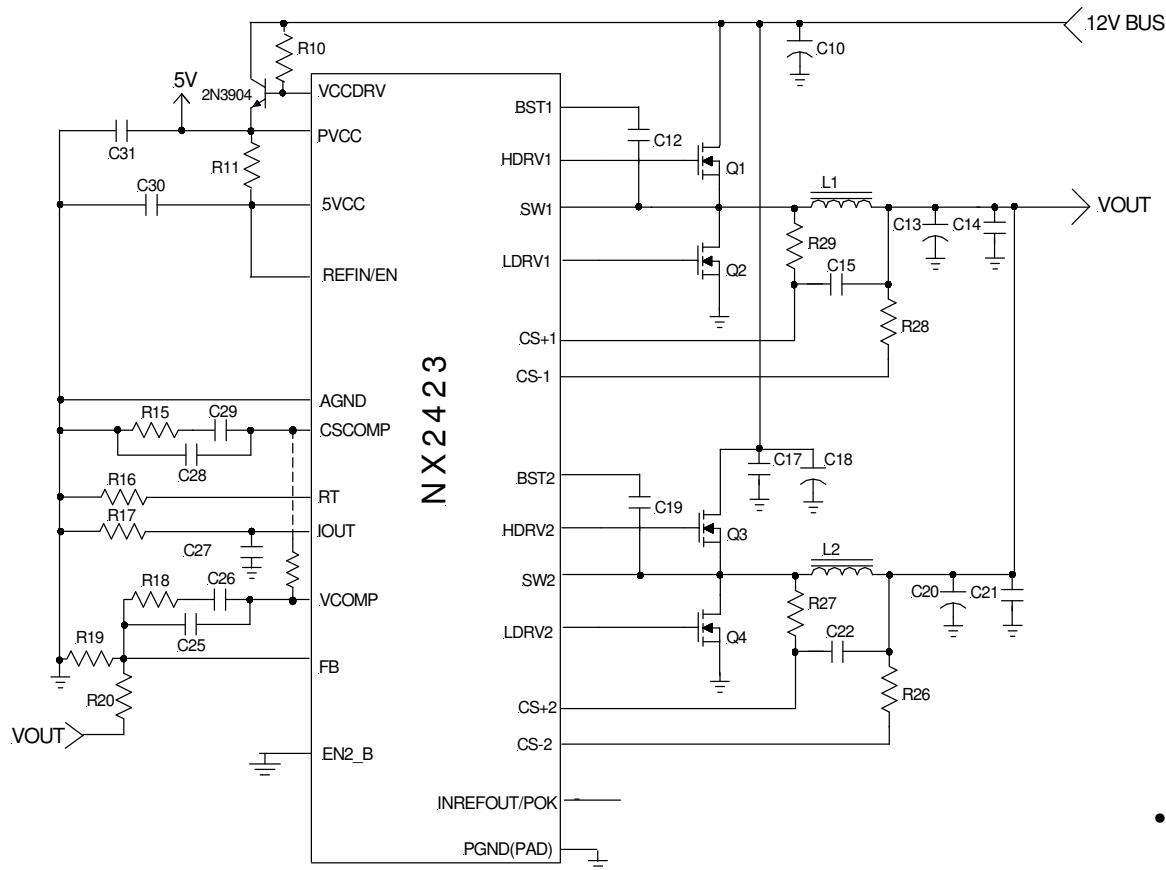 12V BUS
R10
C10
5V
2N3904
VCCDRV
BST1
PVCC
C12
C31
R11
HDRV1
Q1
C30
L1
5VCC
SW1
VOUT
C13
C14
R29
LDRV1
Q2
C15
REFIN/EN
R28
CS+1
CS-1
NX2423
AGND
R15
C29
CSCOMP
C28
C17
C18
BST2
R16
RT
C19
R17
IOUT
HDRV2
Q3
C27
L2
SW2
R18
C26
C20
C21
VCOMP
R27
LDRV2
Q4
C25
R19
C22
FB
R20
R26
CS+2
VOUT
CS-2
EN2_B
INREFOUT/POK
PGND(PAD)